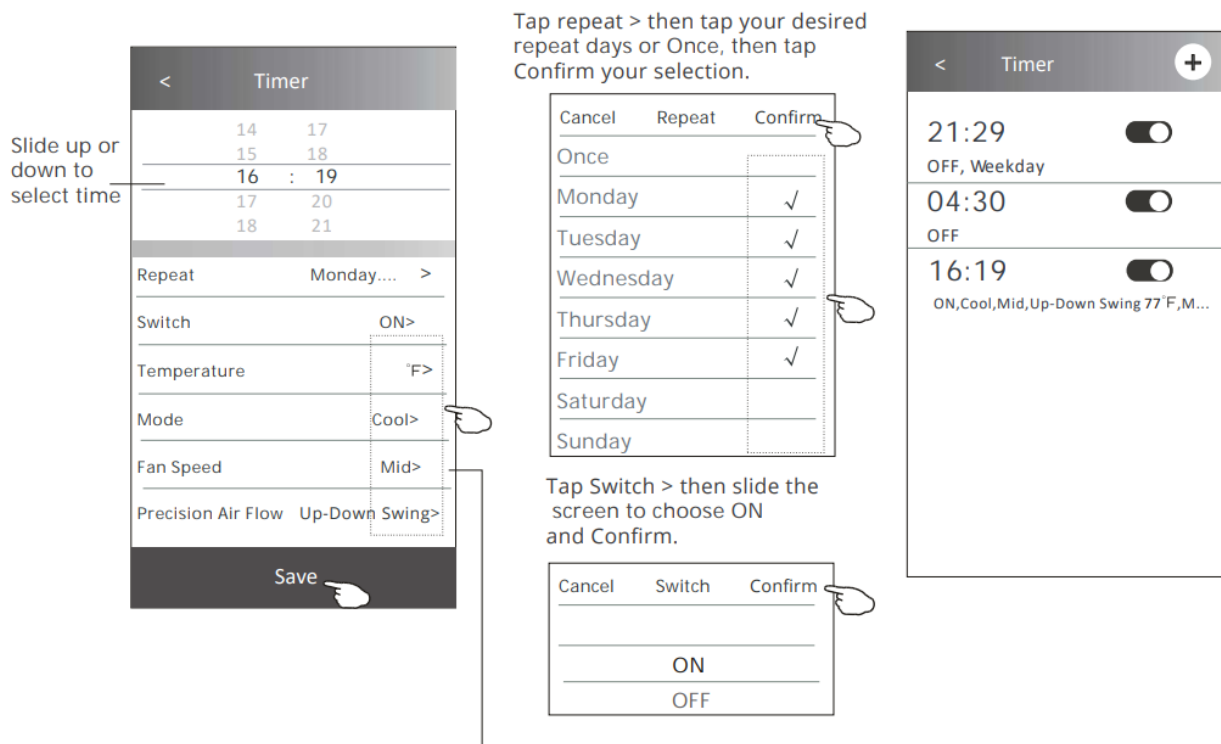 Slide up or
down to
select time
< Timer
14 17
15 18
16 : 19
17 20
18 21
Repeat Monday.... >
Switch ON>
Temperature °F>
Mode Cool>
Fan Speed Mid>
Precision Air Flow Up-Down Swing>
Save
Tap repeat > then tap your desired
repeat days or Once, then tap
Confirm your selection.
Cancel Repeat Confirm
Once
Monday √
Tuesday √
Wednesday √
Thursday √
Friday √
Saturday
Sunday
Tap Switch > then slide the
screen to choose ON
and Confirm.
Cancel Switch Confirm
ON
OFF
< Timer +
21:29
OFF, Weekday
04:30
OFF
16:19
ON,Cool,Mid,Up-Down Swing 77°F,M...